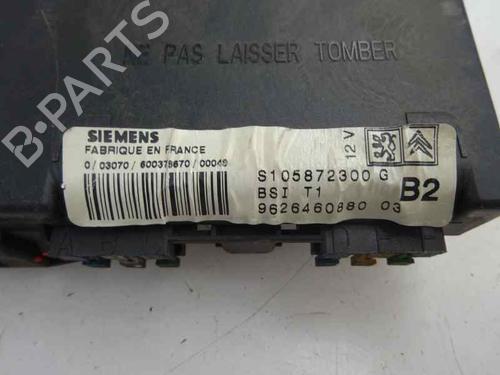 NE PAS LAISSER TOMBER
B-PARTS
SIEMENS
FABRIQUE EN FRANCE
0 / 03070 / 600378670 / 00049
12 V
S105872300 G
BSI T1
B2
9626460880 03